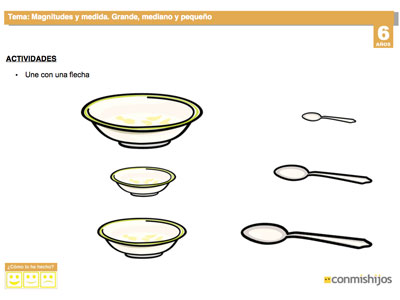 Tema: Magnitudes y medida. Grande, mediano y pequeño
6
AÑOS
ACTIVIDADES
• Une con una flecha
¿Cómo lo he hecho?
conmishijos